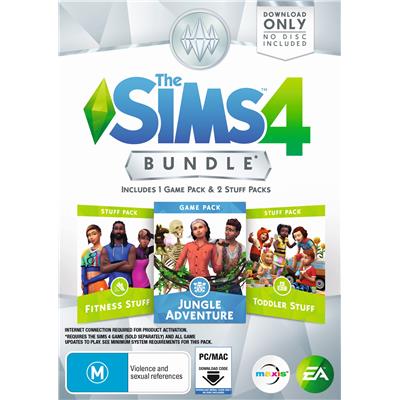 DOWNLOAD
ONLY
NO DISC
INCLUDED
The
SIMS 4
BUNDLE*
INCLUDES 1 GAME PACK & 2 STUFF PACKS
STUFF PACK
FITNESS STUFF
GAME PACK
JUNGLE
ADVENTURE
STUFF PACK
TODDLER STUFF
INTERNET CONNECTION REQUIRED FOR PRODUCT ACTIVATION.
*REQUIRES THE SIMS 4 GAME (SOLD SEPARATELY) AND ALL GAME
UPDATES TO PLAY. SEE MINIMUM SYSTEM REQUIREMENTS FOR THIS PACK.
M
Violence and
sexual references
PC/MAC
DOWNLOAD CODE
maxis
EA